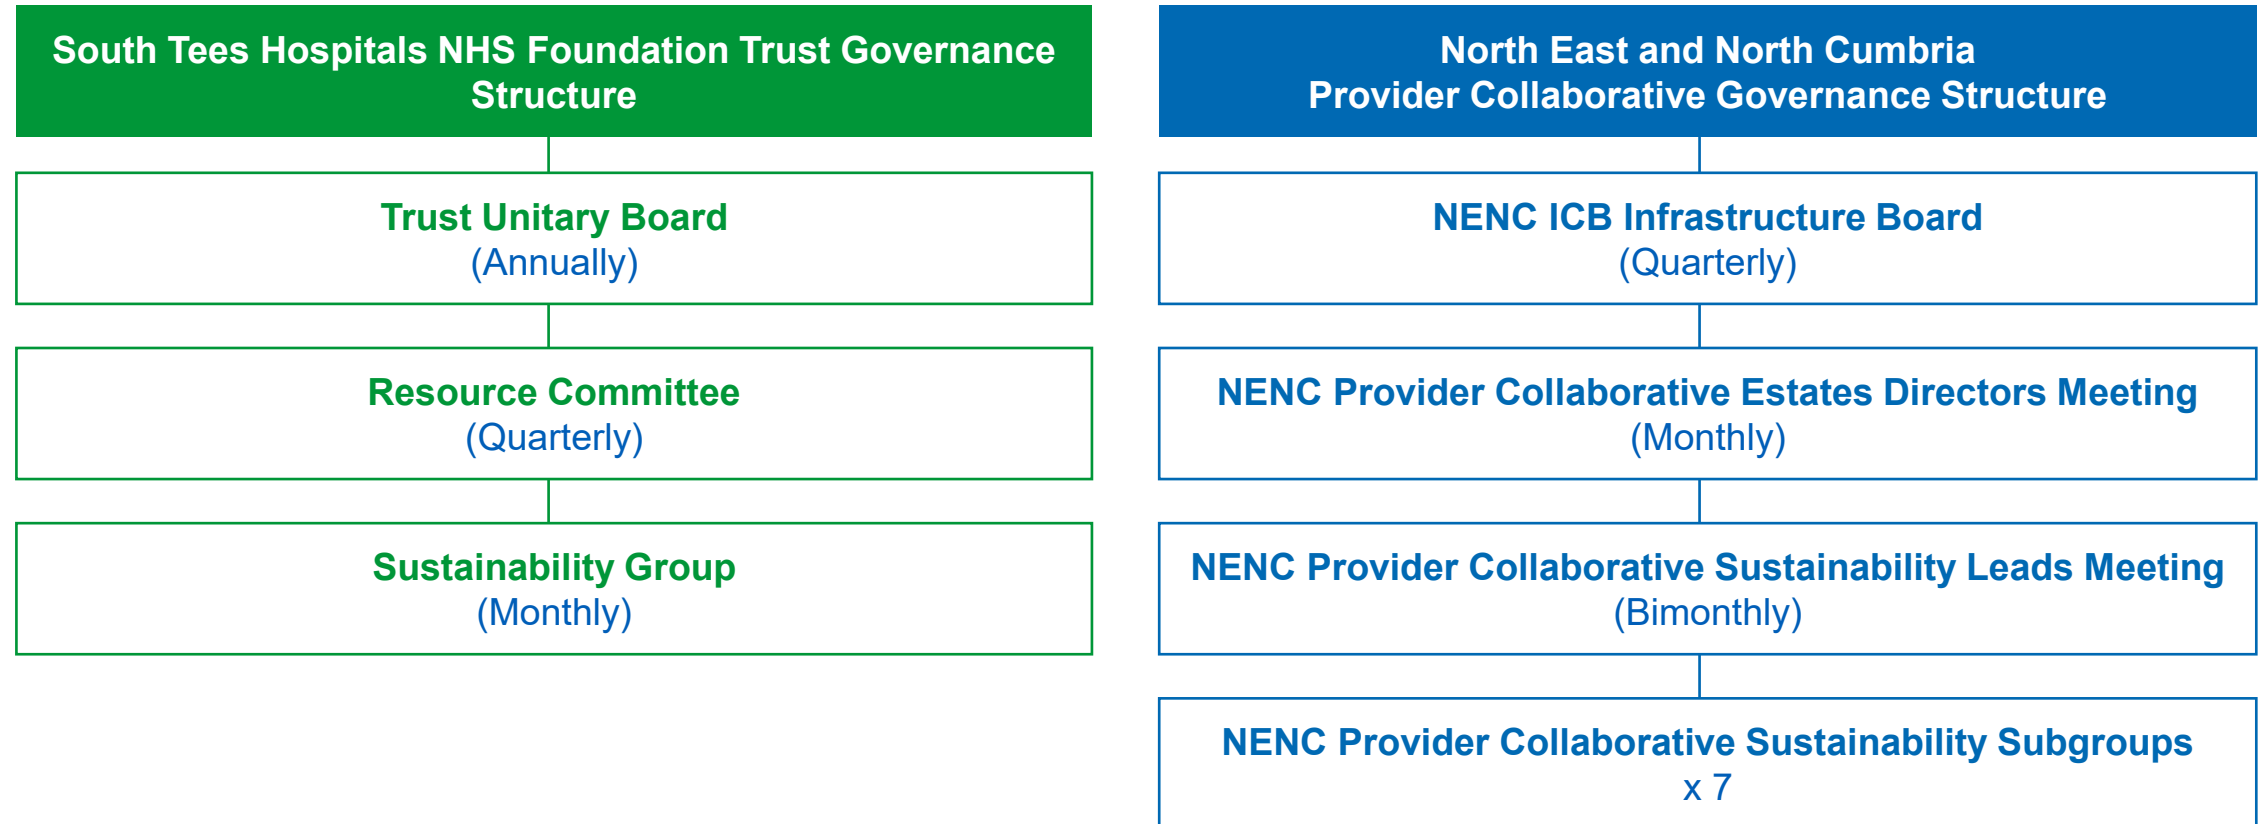 South Tees Hospitals NHS Foundation Trust Governance
Structure
Trust Unitary Board
(Annually)
Resource Committee
(Quarterly)
Sustainability Group
(Monthly)
North East and North Cumbria
Provider Collaborative Governance Structure
NENC ICB Infrastructure Board
(Quarterly)
NENC Provider Collaborative Estates Directors Meeting
(Monthly)
NENC Provider Collaborative Sustainability Leads Meeting
(Bimonthly)
NENC Provider Collaborative Sustainability Subgroups
x 7